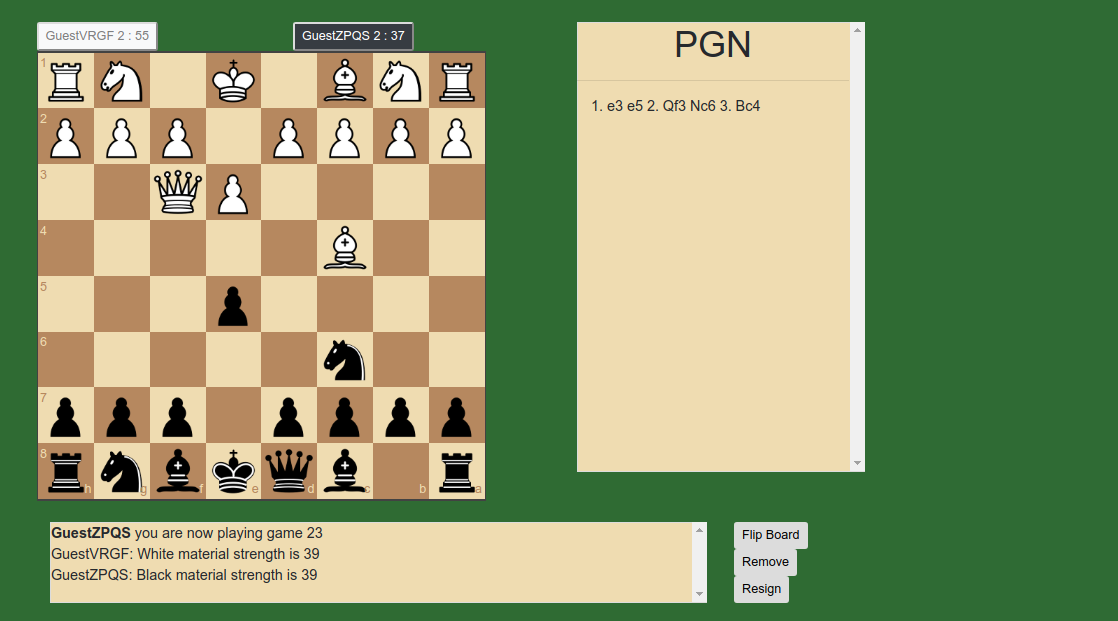 GuestVRGF 2 : 55
GuestZPQS 2 : 37
PGN
1. e3 e5 2. Qf3 Nc6 3. Bc4
1
2
3
4
5
6
7
8
h g f e d c b a
GuestZPQS you are now playing game 23
GuestVRGF: White material strength is 39
GuestZPQS: Black material strength is 39
Flip Board
Remove
Resign